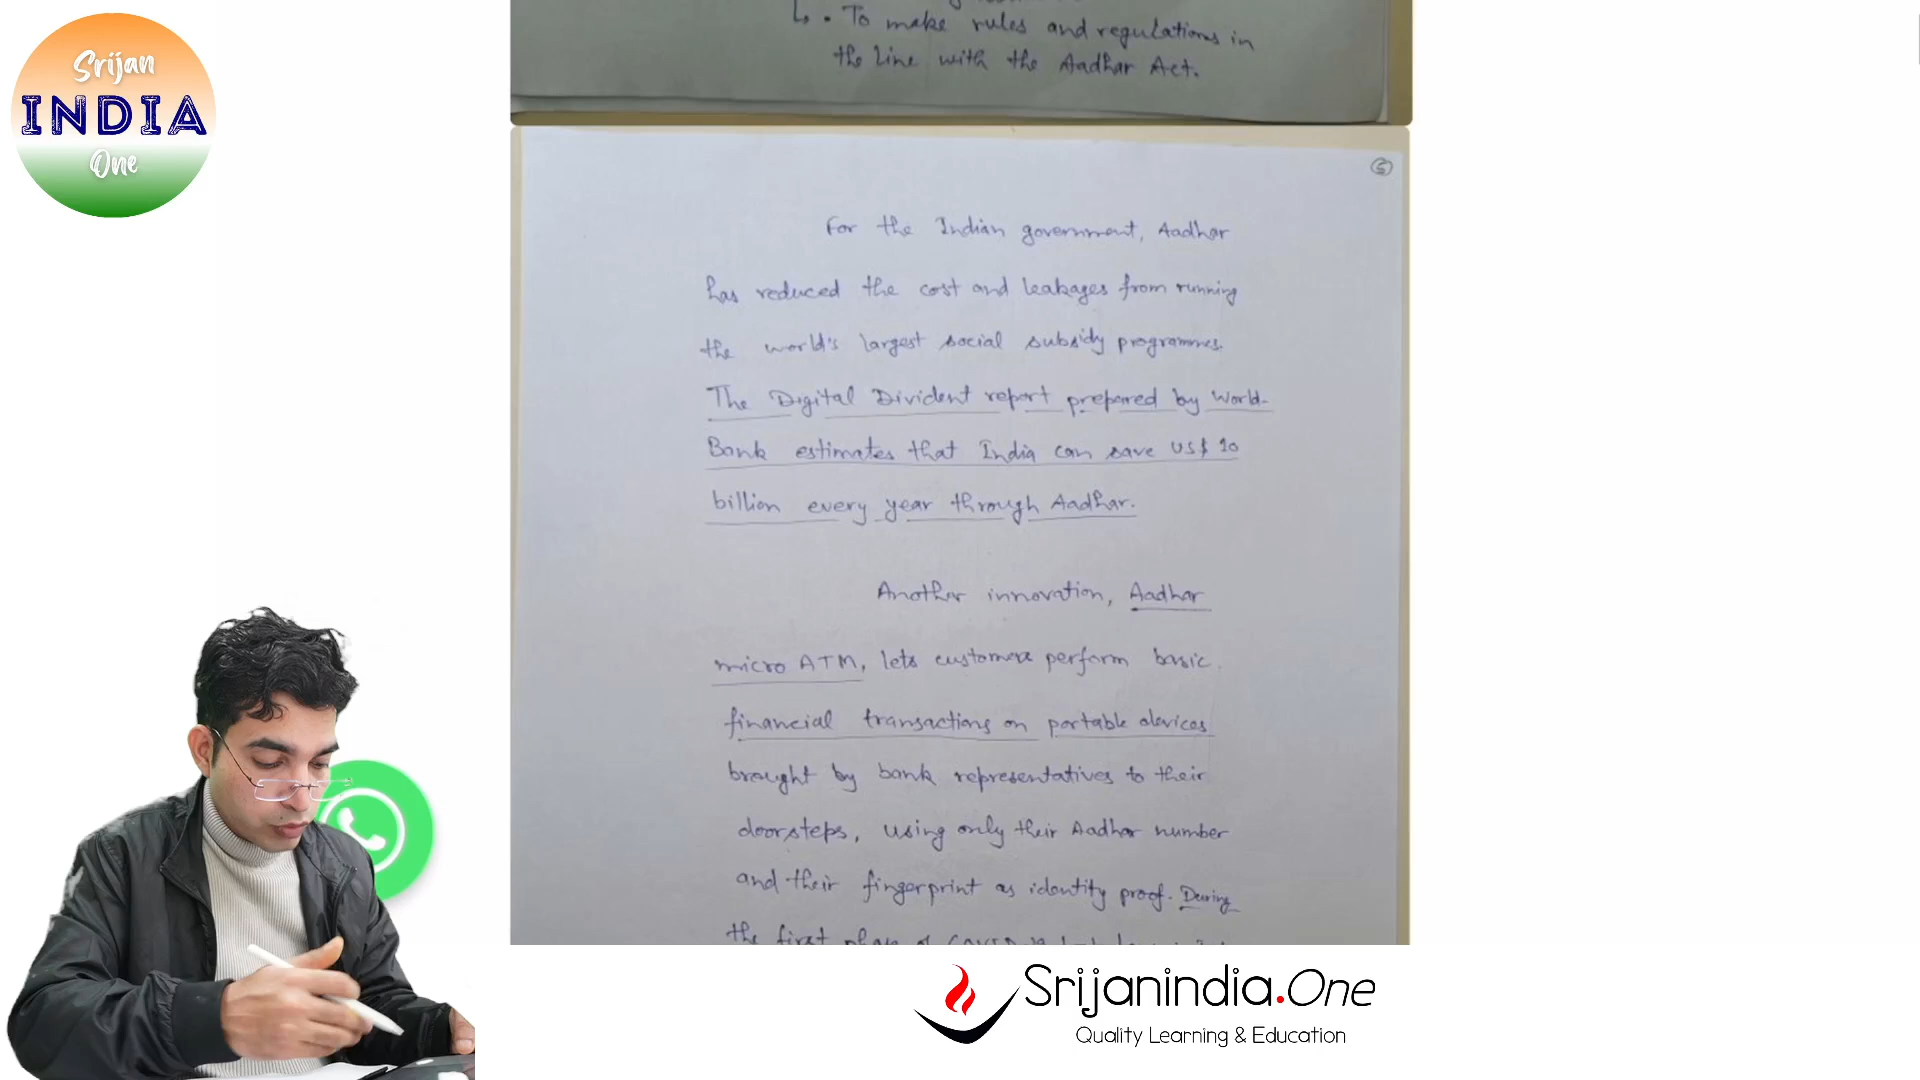 Srijan
INDIA
One
↳ • To make rules and regulations in
the line with the Aadhar Act.
5
For the Indian government, Aadhar
has reduced the cost and leakages from running
the world's largest social subsidy programmes.
The Digital Divident report prepared by World-
Bank estimates that India can save US$ 10
billion every year through Aadhar.
Another innovation, Aadhar
micro ATM, lets customers perform basic
financial transactions on portable devices
brought by bank representatives to their
doorsteps, using only their Aadhar number
and their fingerprint as identity proof. During
the first
Srijanindia.One
Quality Learning & Education